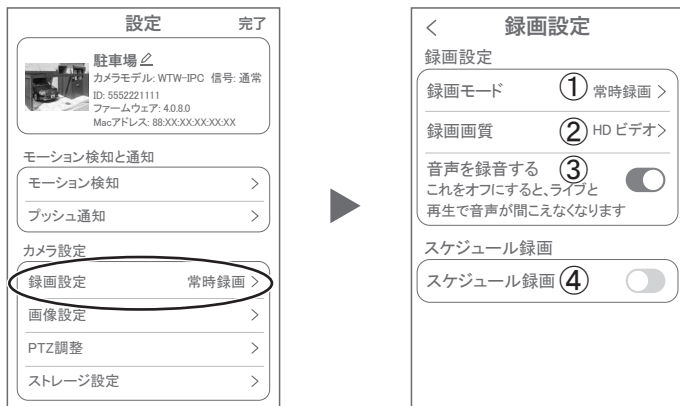 設定
完了
駐車場
カメラモデル: WTW-IPC 信号: 通常
ID: 5552221111
ファームウェア: 4.0.8.0
Macアドレス: 88:XX:XX:XX:XX:XX
モーション検知と通知
モーション検知 >
プッシュ通知 >
カメラ設定
録画設定 常時録画 >
画像設定 >
PTZ調整 >
ストレージ設定 >
< 録画設定
録画設定
録画モード ① 常時録画 >
録画画質 ② HD ビデオ>
音声を録音する ③
これをオフにすると、ライブと
再生で音声が聞こえなくなります
スケジュール録画
スケジュール録画 ④